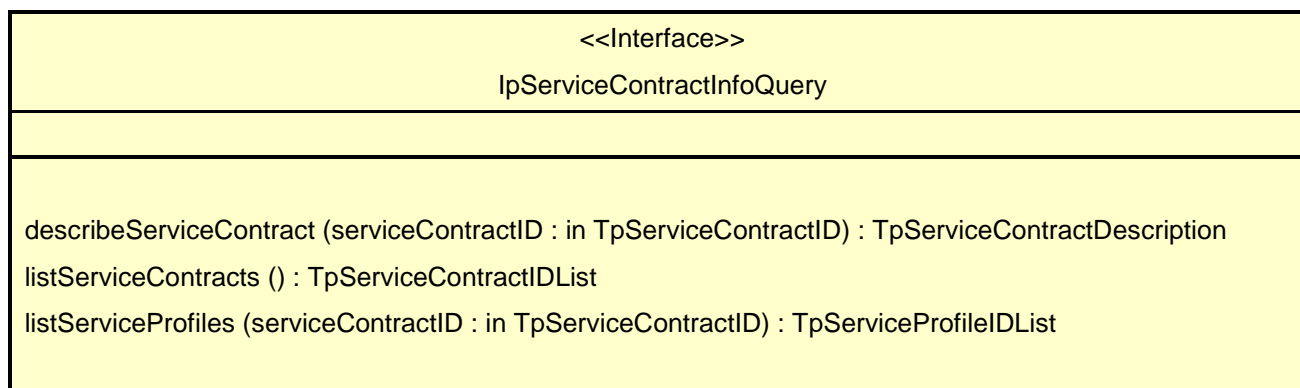 <<Interface>>
IpServiceContractInfoQuery
describeServiceContract (serviceContractID : in TpServiceContractID) : TpServiceContractDescription
listServiceContracts () : TpServiceContractIDList
listServiceProfiles (serviceContractID : in TpServiceContractID) : TpServiceProfileIDList